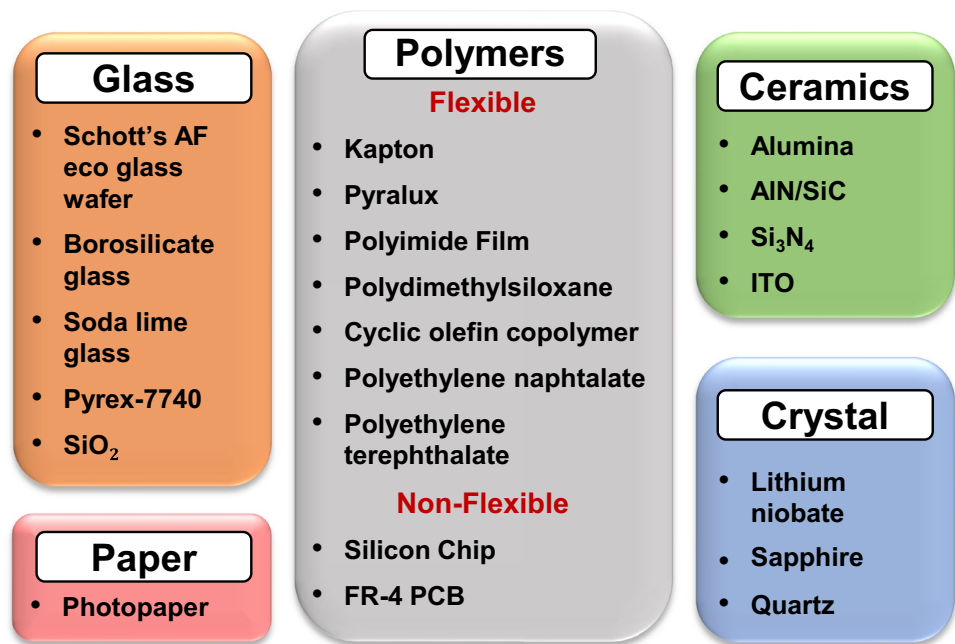 Glass
• Schott’s AF
eco glass
wafer
• Borosilicate
glass
• Soda lime
glass
• Pyrex-7740
• SiO₂
Paper
• Photopaper
Polymers
Flexible
• Kapton
• Pyralux
• Polyimide Film
• Polydimethylsiloxane
• Cyclic olefin copolymer
• Polyethylene naphtalate
• Polyethylene
terephthalate
Non-Flexible
• Silicon Chip
• FR-4 PCB
Ceramics
• Alumina
• AlN/SiC
• Si₃N₄
• ITO
Crystal
• Lithium
niobate
• Sapphire
• Quartz